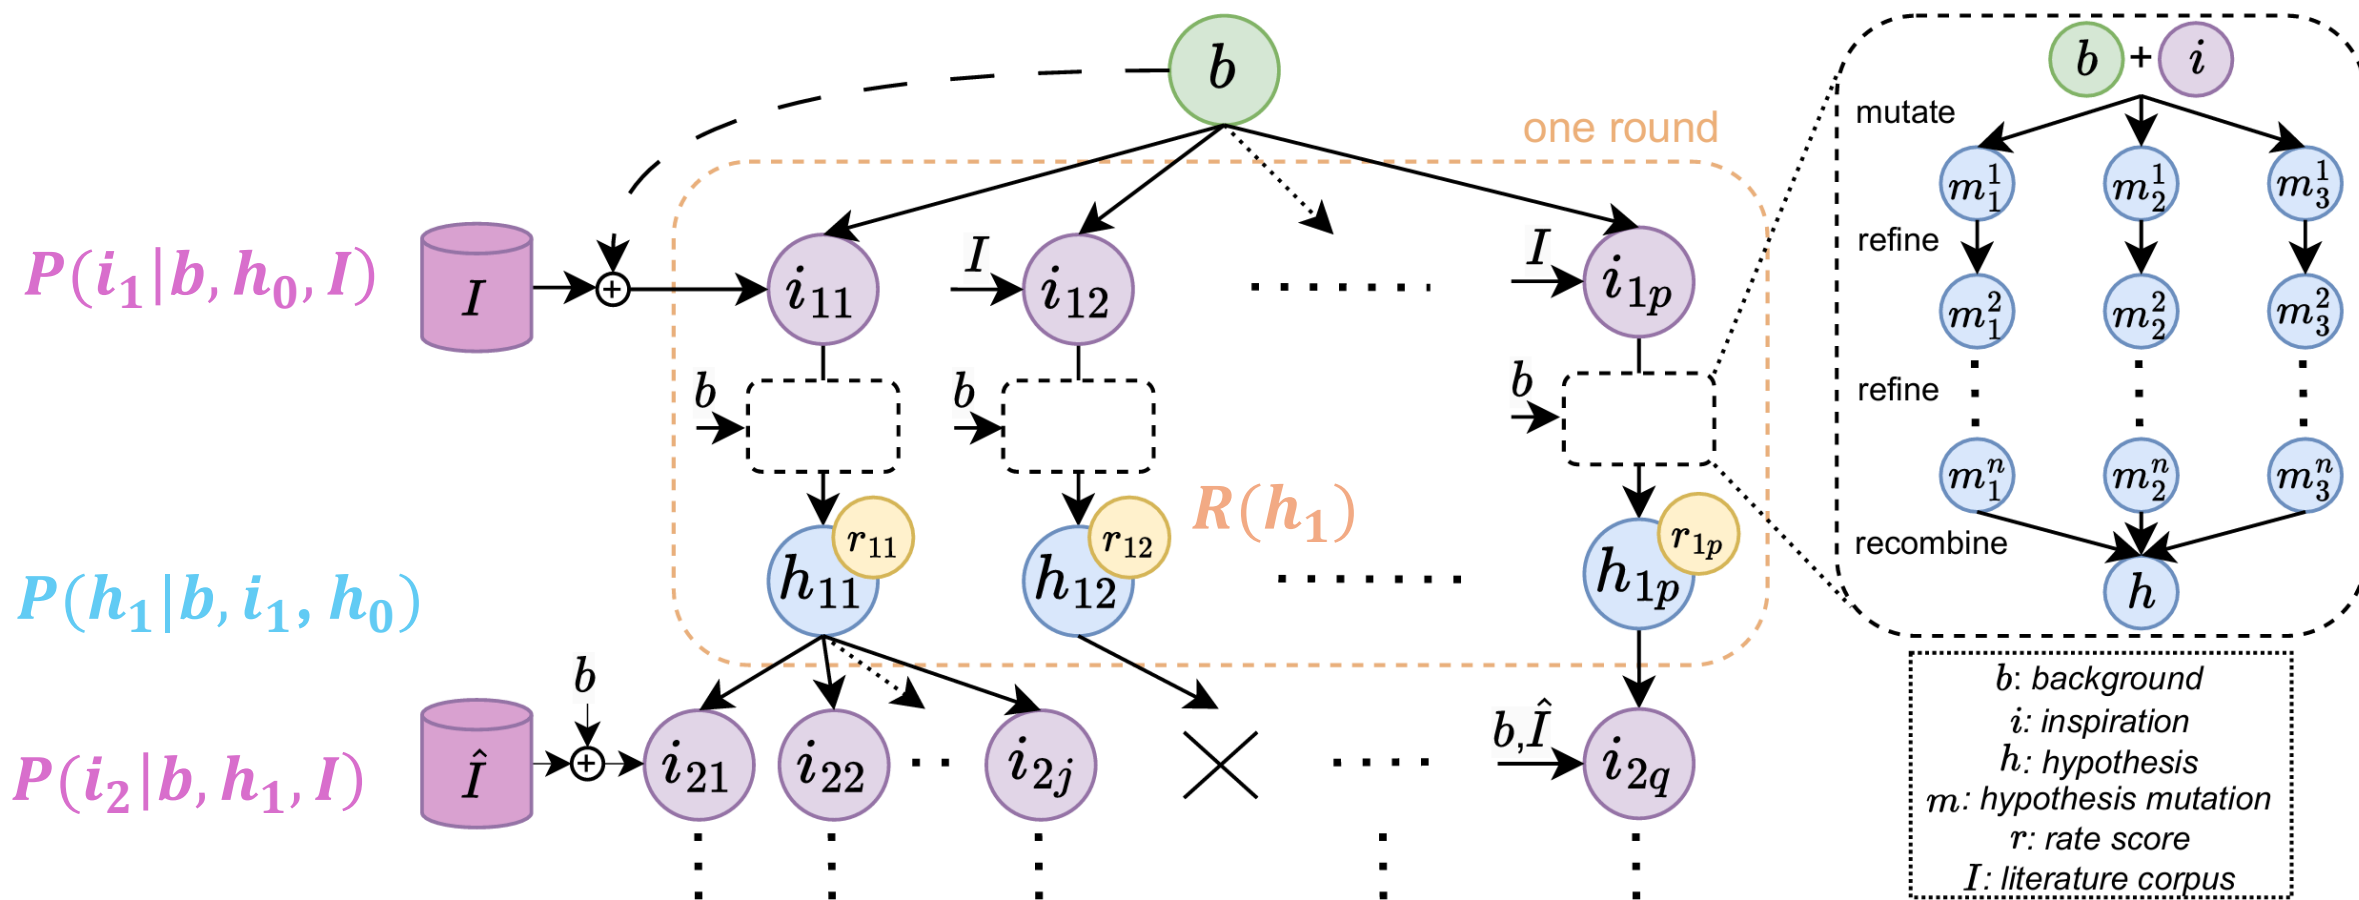 b
b + i
one round
mutate
m₁¹ m₂¹ m₃¹
P(i₁|b, h₀, I)
I
+
i₁₁
I
i₁₂
I
i₁ₚ
refine
m₁² m₂² m₃²
b
b
b
refine
m₁ⁿ m₂ⁿ m₃ⁿ
R(h₁)
r₁₁
r₁₂
r₁ₚ
recombine
h
P(h₁|b, i₁, h₀)
h₁₁
h₁₂
h₁ₚ
b
P(i₂|b, h₁, I)
Î
+
i₂₁
i₂₂
i₂ⱼ
b,Î
i_{2q}
b: background
i: inspiration
h: hypothesis
m: hypothesis mutation
r: rate score
I: literature corpus